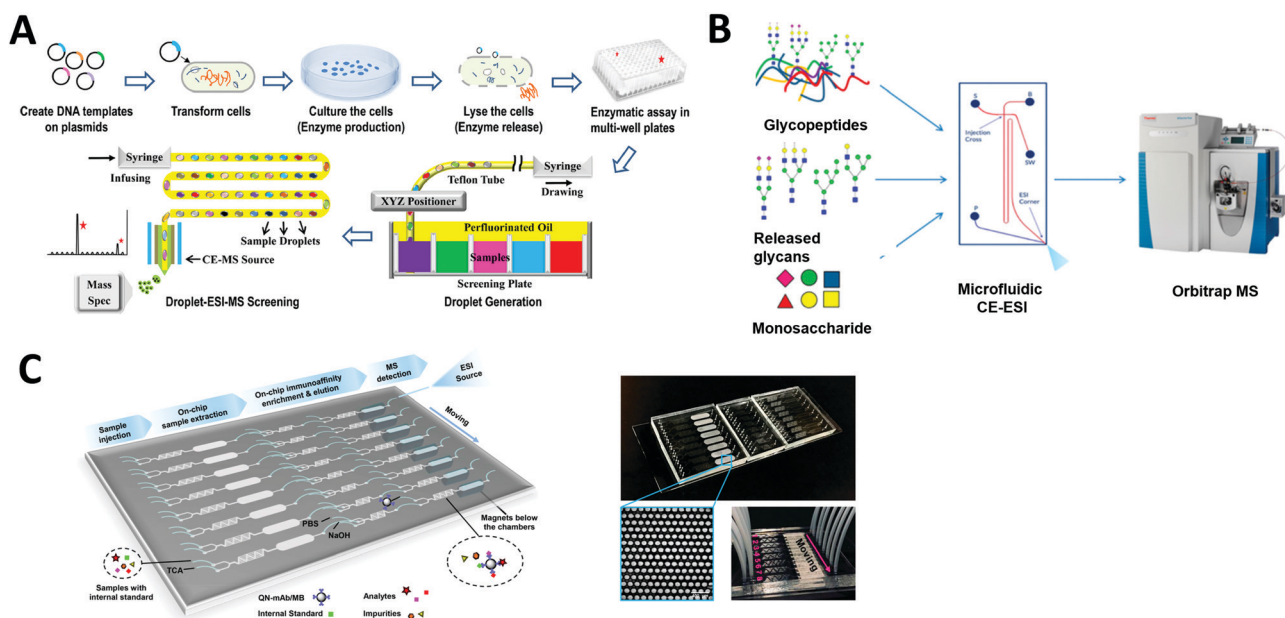 A
Create DNA templates
on plasmids
Transform cells
Culture the cells
(Enzyme production)
Lyse the cells
(Enzyme release)
Enzymatic assay in
multi-well plates
Syringe
Infusing
Sample Droplets
CE-MS Source
Mass
Spec
Droplet-ESI-MS Screening
Teflon Tube
Syringe
Drawing
XYZ Positioner
Perfluorinated Oil
Samples
Screening Plate
Droplet Generation
B
Glycopeptides
Released
glycans
Monosaccharide
S
B
Injection
Cross
SW
ESI
Corner
P
Microfluidic
CE-ESI
Orbitrap MS
C
Sample
injection
On-chip
sample extraction
On-chip immunoaffinity
enrichment & elution
MS
detection
ESI
Source
Moving
PBS
NaOH
Magnets below
the chambers
TCA
Samples with
internal standard
QN-mAb/MB
Internal Standard
Analytes
Impurities
Moving